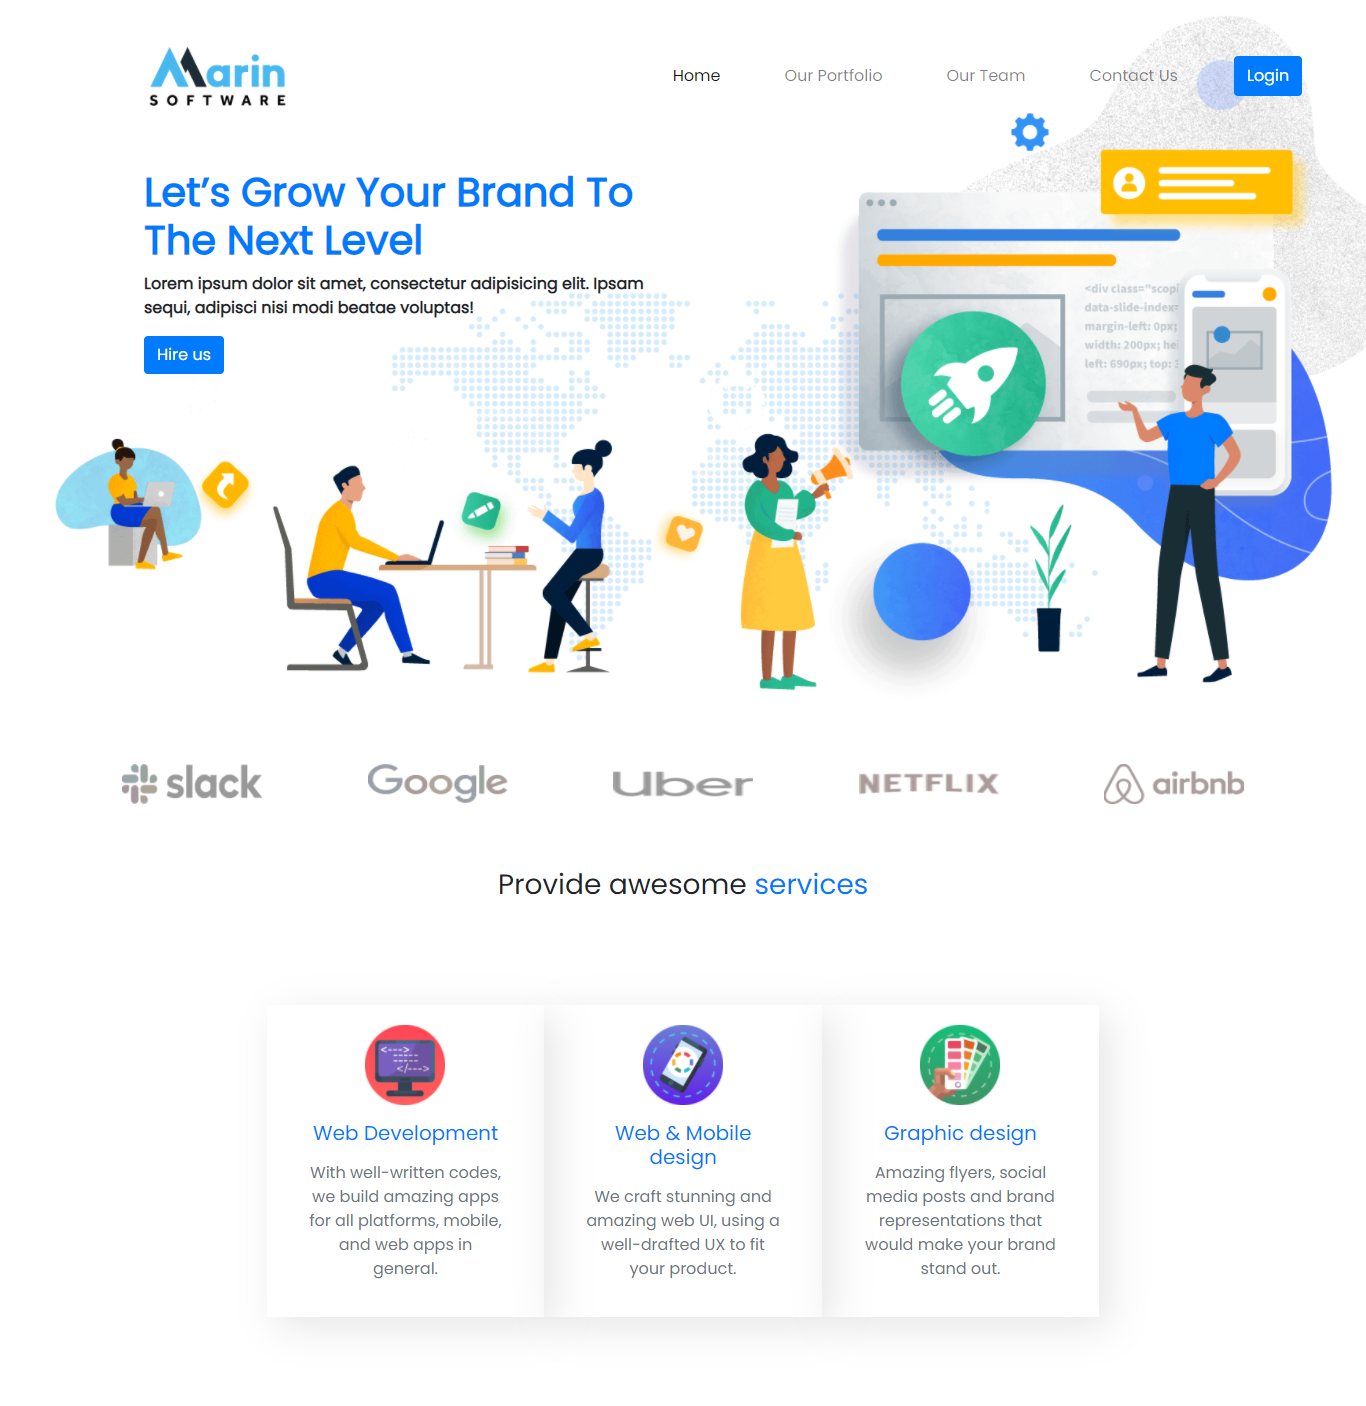 Marin
SOFTWARE
Home
Our Portfolio
Our Team
Contact Us
Login
Let’s Grow Your Brand To
The Next Level
Lorem ipsum dolor sit amet, consectetur adipisicing elit. Ipsam
sequi, adipisci nisi modi beatae voluptas!
Hire us
<div class="scopi
data-slide-index=
margin-left: 0px;
width: 200px; he
left: 690px; top:
slack
Google
Uber
NETFLIX
airbnb
Provide awesome services
<--->
</--->
Web Development
With well-written codes,
we build amazing apps
for all platforms, mobile,
and web apps in
general.
Web & Mobile
design
We craft stunning and
amazing web UI, using a
well-drafted UX to fit
your product.
Graphic design
Amazing flyers, social
media posts and brand
representations that
would make your brand
stand out.